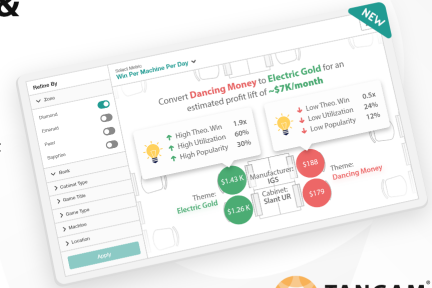 &
NEW
Refine By
Zone
Diamond
Emerald
Pearl
Sapphire
Bank
Cabinet Type
Game Title
Game Type
Machine
Location
Apply
Select Metric:
Win Per Machine Per Day
Convert Dancing Money to Electric Gold for an
estimated profit lift of ~$7K/month
High Theo. Win 1.9x
High Utilization 60%
High Popularity 30%
Low Theo. Win 0.5x
Low Utilization 24%
Low Popularity 12%
Theme:
Electric Gold
$1.43 K
$1.26 K
Manufacturer:
IGS
Cabinet:
Slant UR
$188
$179
Theme:
Dancing Money
TANGAM®